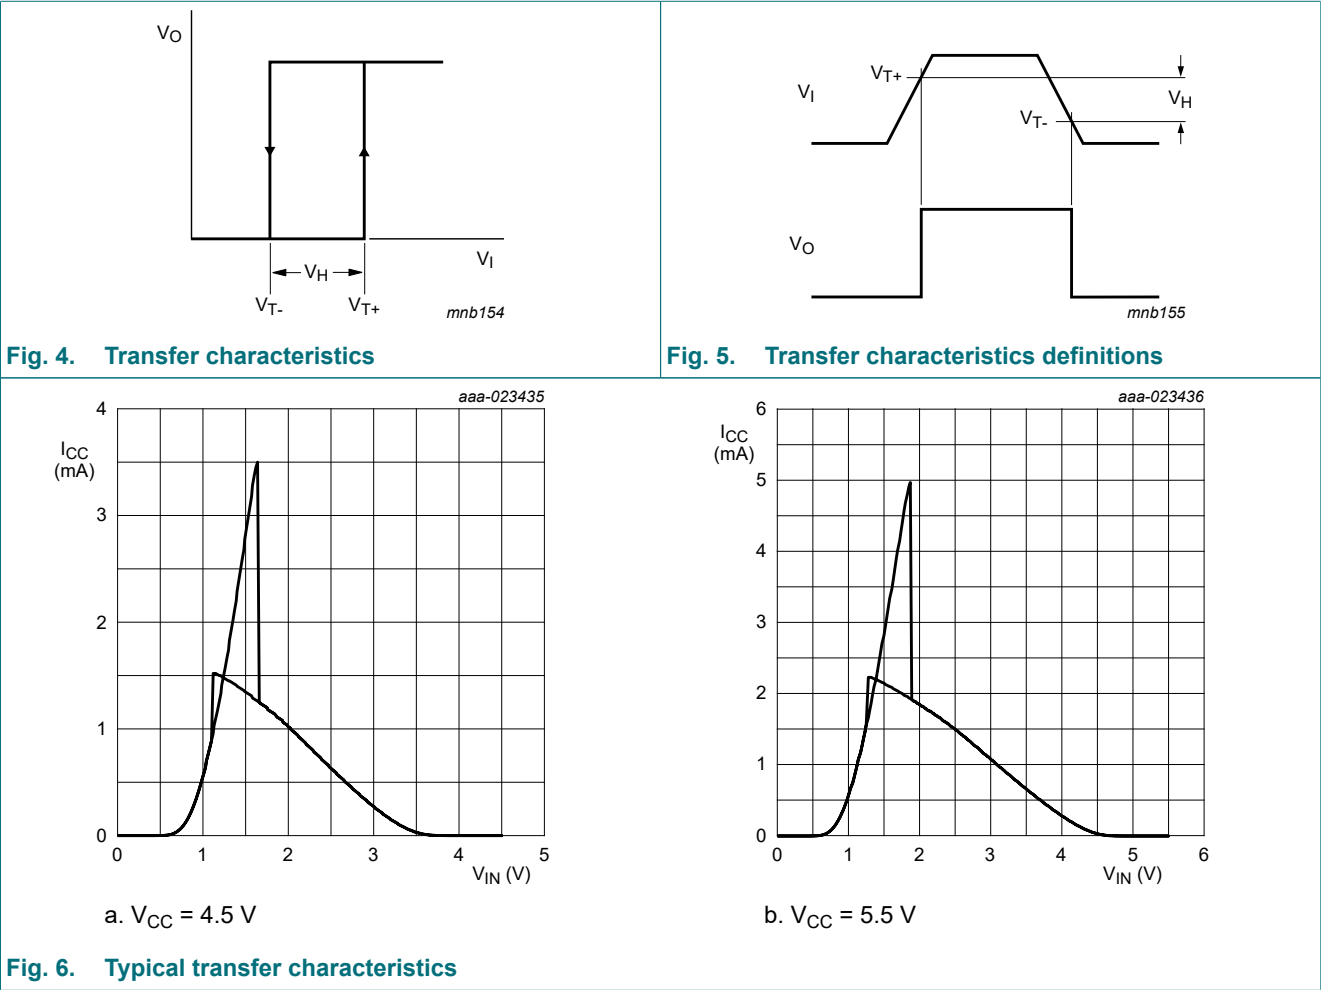 VO
VH
VI
VT-
VT+
mnb154
Fig. 4. Transfer characteristics
VT+
VI
VH
VT-
VO
mnb155
Fig. 5. Transfer characteristics definitions
aaa-023435
4
ICC
(mA)
3
2
1
0
0 1 2 3 4 5
VIN (V)
a. VCC = 4.5 V
aaa-023436
6
ICC
(mA)
5
4
3
2
1
0
0 1 2 3 4 5 6
VIN (V)
b. VCC = 5.5 V
Fig. 6. Typical transfer characteristics